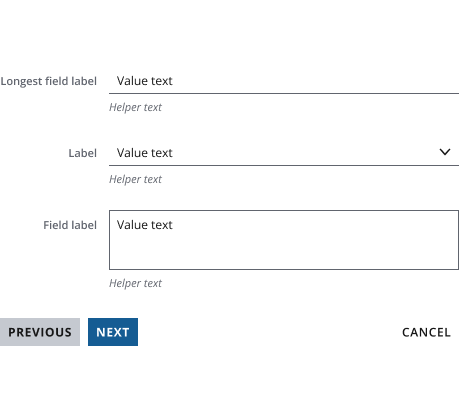 Longest field label Value text
Helper text
Label Value text
Helper text
Field label Value text
Helper text
PREVIOUS NEXT CANCEL